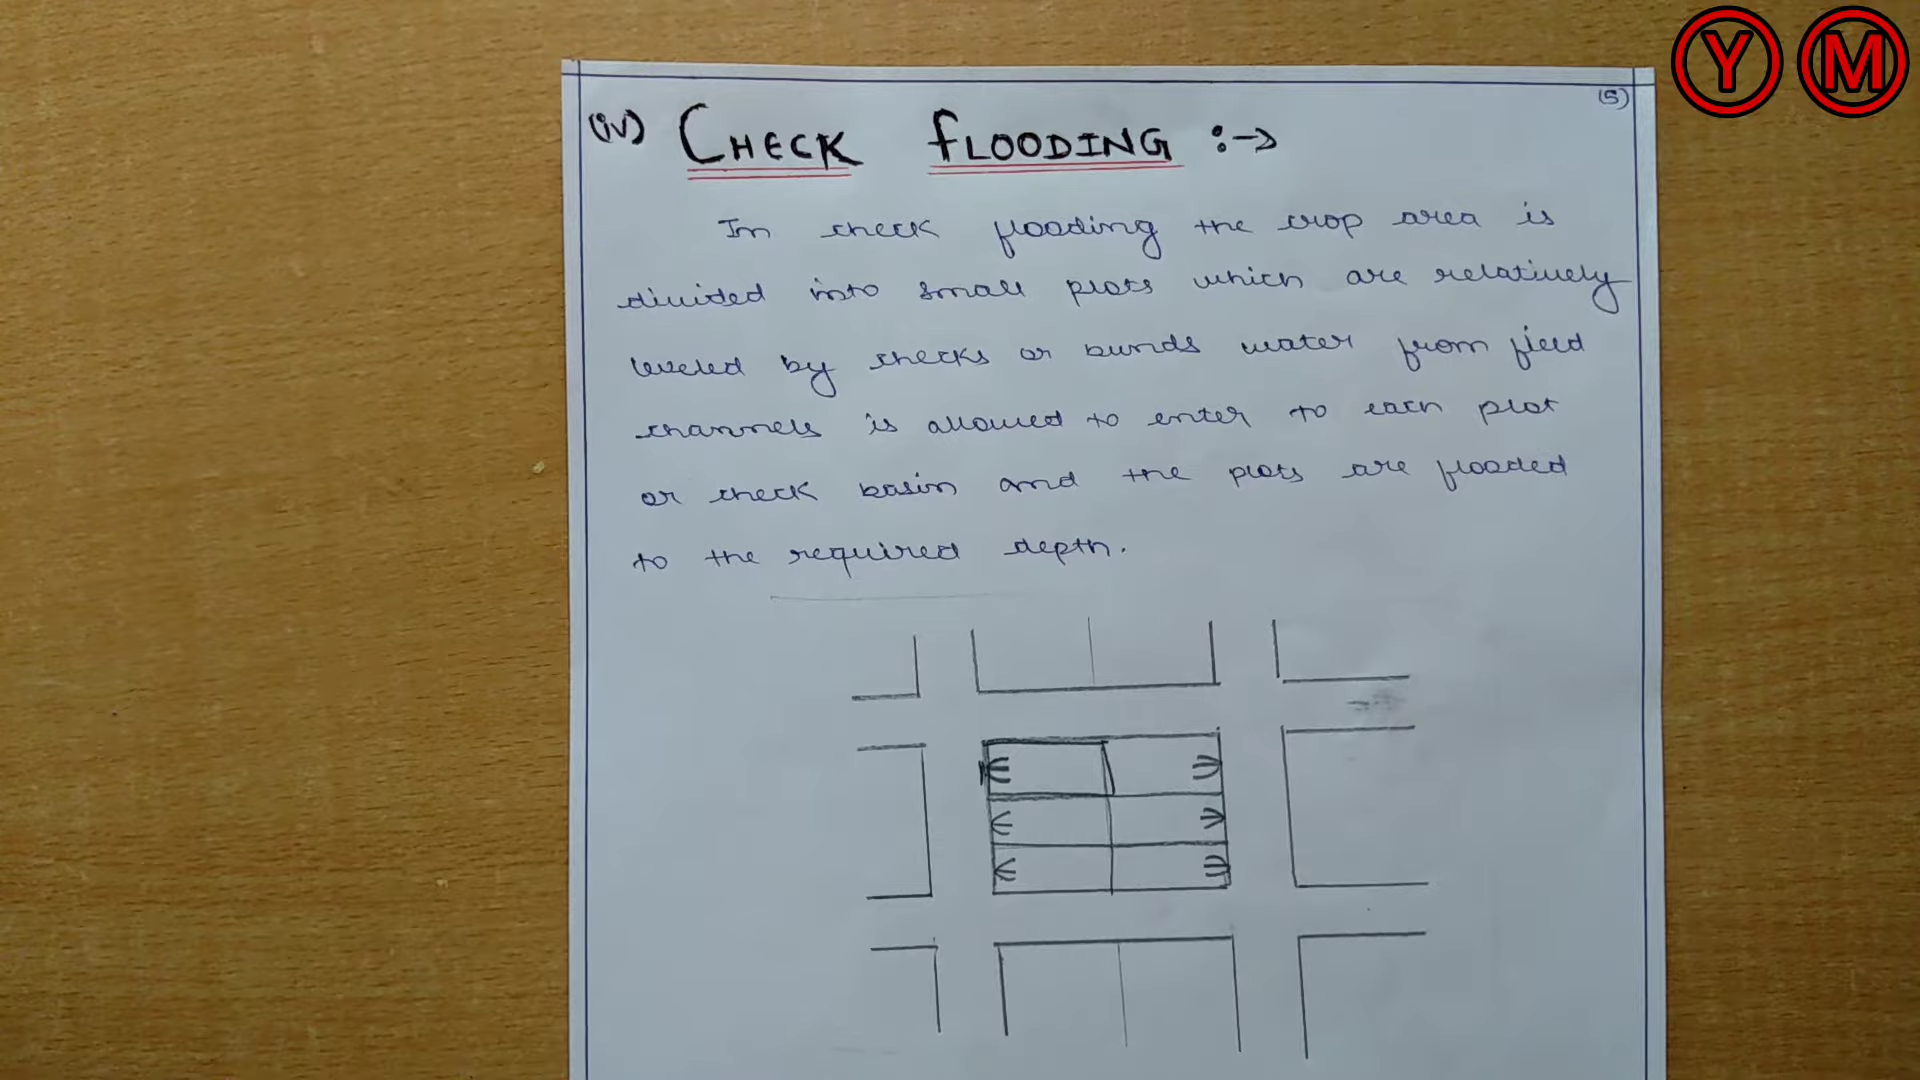 Y M
(5)
(iv) CHECK FLOODING :→
In check flooding the crop area is
divided into small plots which are relatively
leveled by checks or bunds water from field
channels is allowed to enter to each plot
or check basin and the plots are flooded
to the required depth.